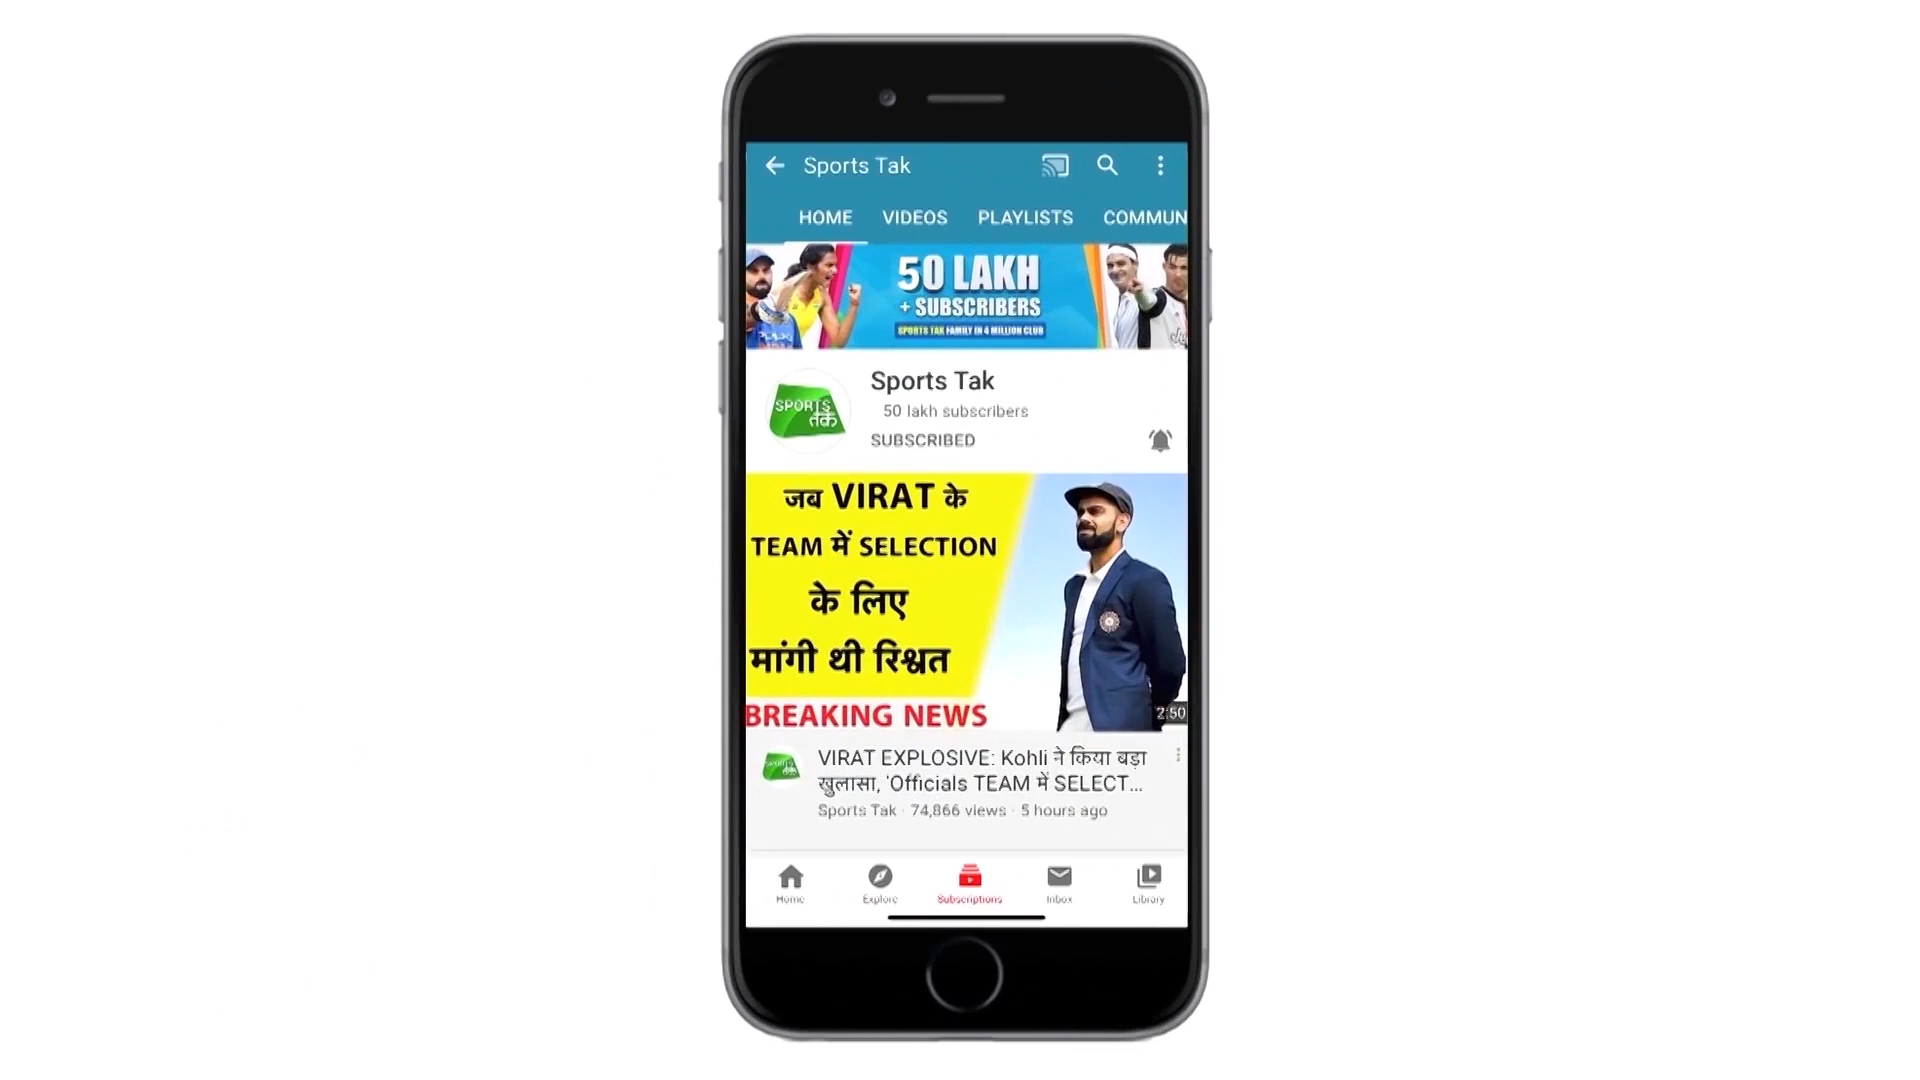 Sports Tak
HOME VIDEOS PLAYLISTS COMMUN
50 LAKH
+ SUBSCRIBERS
SPORTS TAK FAMILY IN 4 MILLION CLUB
SPORTS
तक
Sports Tak
50 lakh subscribers
SUBSCRIBED
जब VIRAT के
TEAM में SELECTION
के लिए
मांगी थी रिश्वत
BREAKING NEWS
2:50
SPORTS
तक
VIRAT EXPLOSIVE: Kohli ने किया बड़ा
खुलासा, 'Officials TEAM में SELECT...
Sports Tak · 74,866 views · 5 hours ago
Home Explore Subscriptions Inbox Library